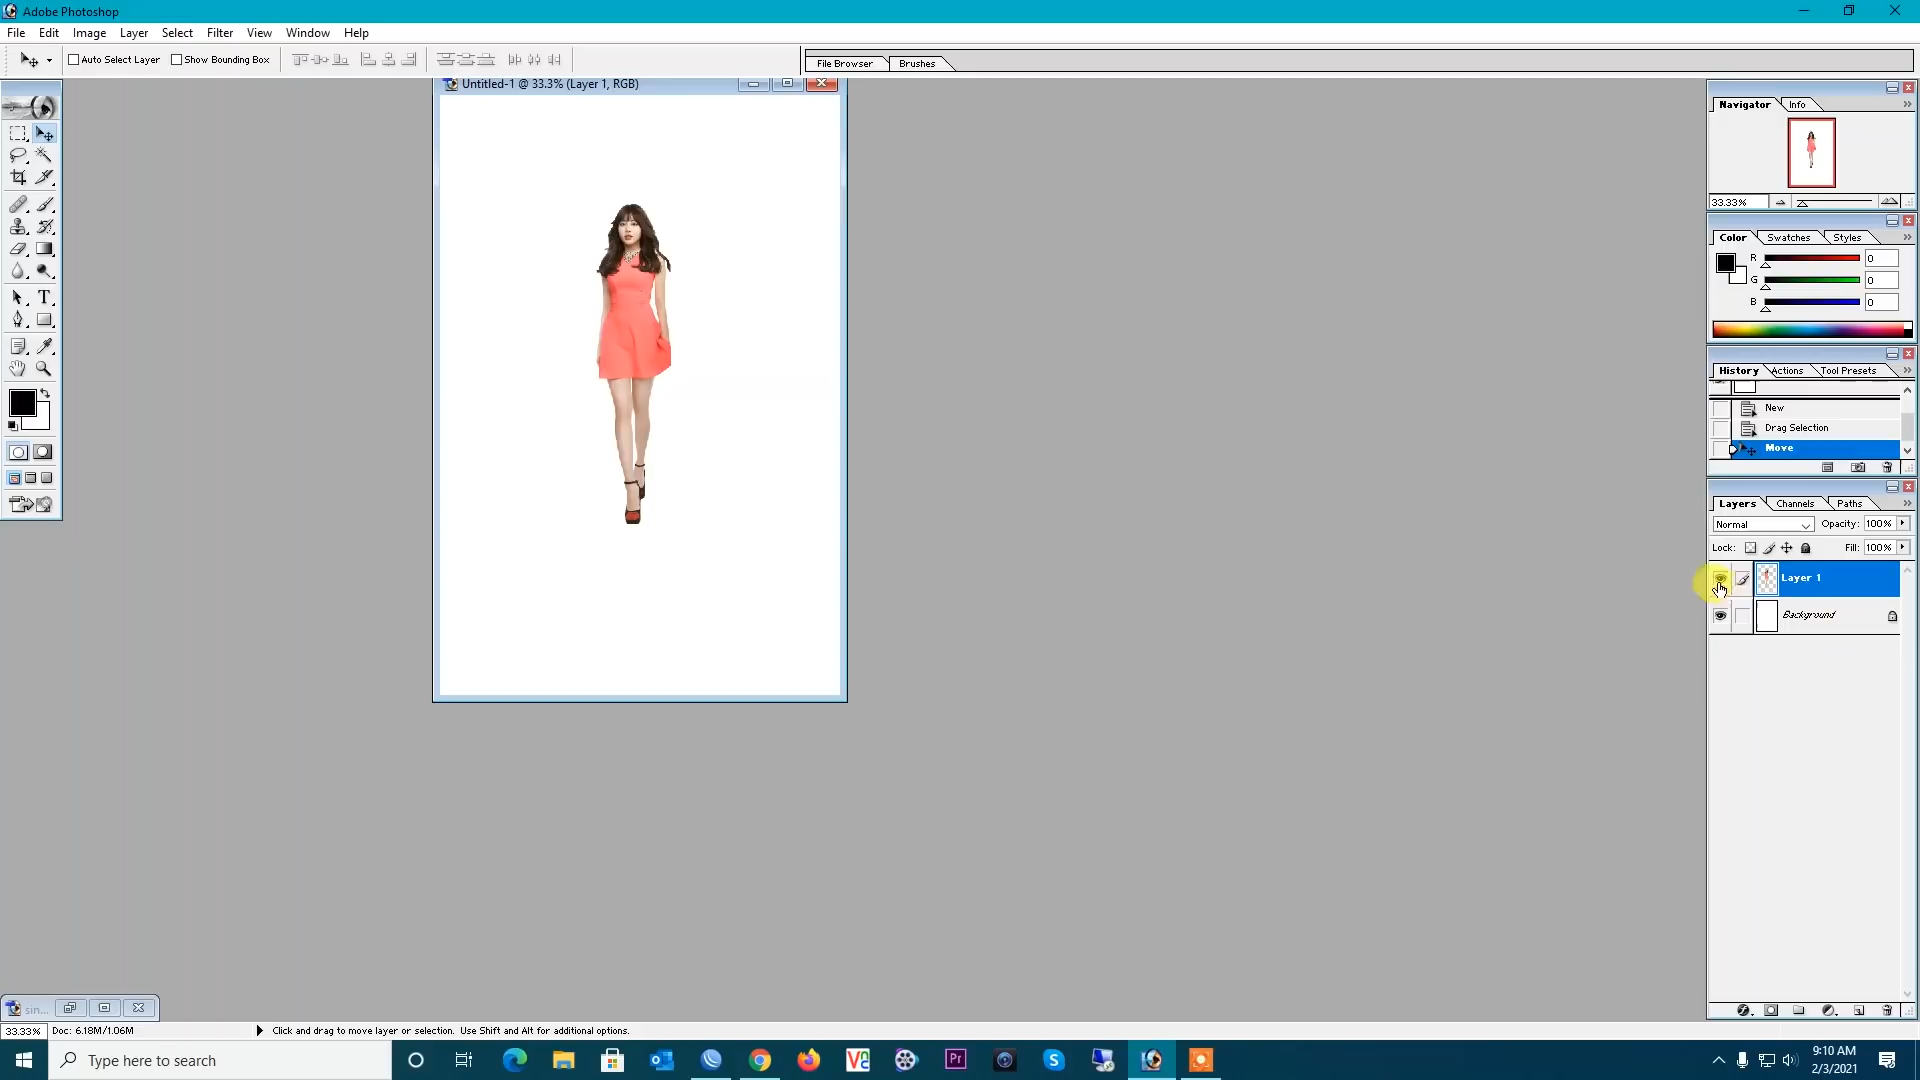 Adobe Photoshop
File Edit Image Layer Select Filter View Window Help
Auto Select Layer Show Bounding Box File Browser Brushes
Untitled-1 @ 33.3% (Layer 1, RGB)
Navigator Info
33.33%
Color Swatches Styles
R 0
G 0
B 0
History Actions Tool Presets
New
Drag Selection
Move
Layers Channels Paths
Normal Opacity: 100%
Lock: Fill: 100%
Layer 1
Background
sin...
33.33% Doc: 6.18M/1.06M Click and drag to move layer or selection. Use Shift and Alt for additional options.
Type here to search
9:10 AM
2/3/2021